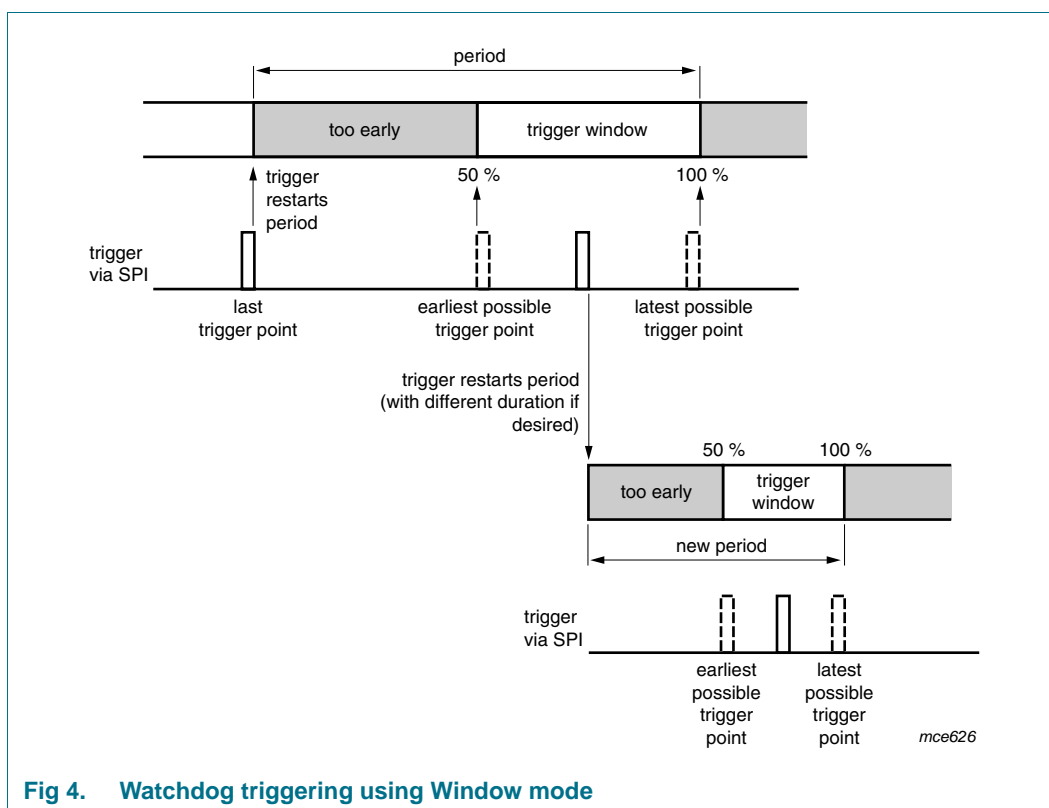 period
too early
trigger window
trigger
restarts
period
50 %
100 %
trigger
via SPI
last
trigger point
earliest possible
trigger point
latest possible
trigger point
trigger restarts period
(with different duration if
desired)
50 %
100 %
too early
trigger
window
new period
trigger
via SPI
earliest
possible
trigger
point
latest
possible
trigger
point
mce626
Fig 4. Watchdog triggering using Window mode